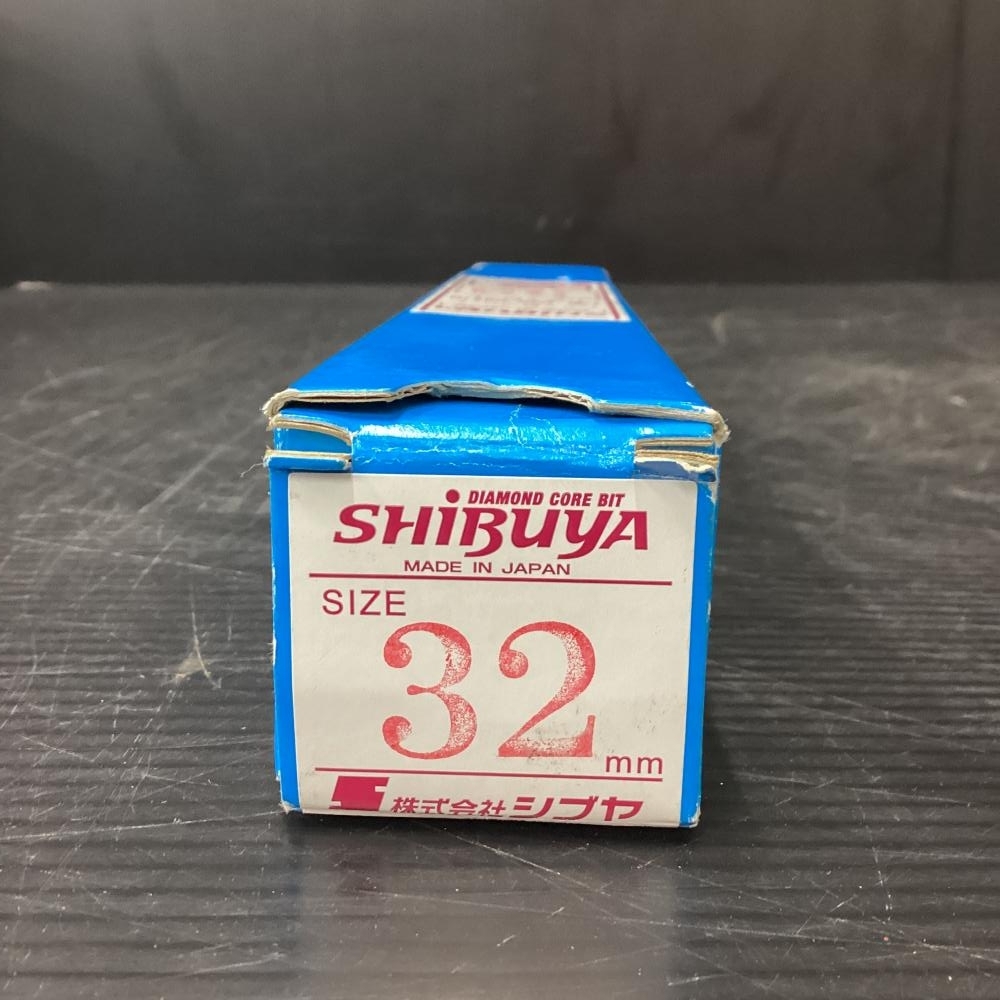 DIAMOND CORE BIT
SHiBUYA
MADE IN JAPAN
SIZE
32
mm
株式会社シブヤ